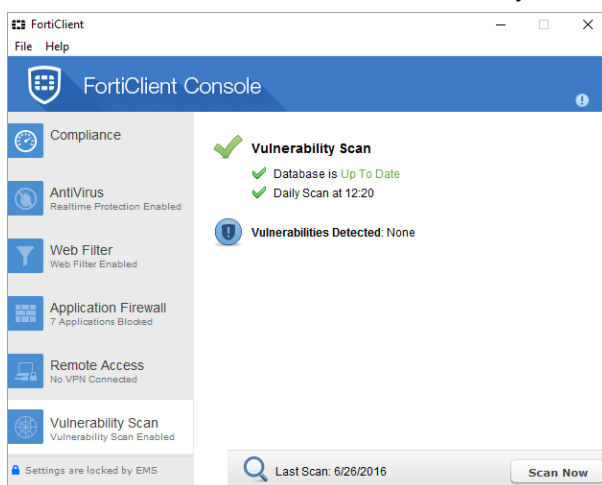 FortiClient
File Help
FortiClient Console
Compliance
AntiVirus
Realtime Protection Enabled
Web Filter
Web Filter Enabled
Application Firewall
7 Applications Blocked
Remote Access
No VPN Connected
Vulnerability Scan
Vulnerability Scan Enabled
Settings are locked by EMS
Vulnerability Scan
Database is Up To Date
Daily Scan at 12:20
Vulnerabilities Detected: None
Last Scan: 6/26/2016
Scan Now